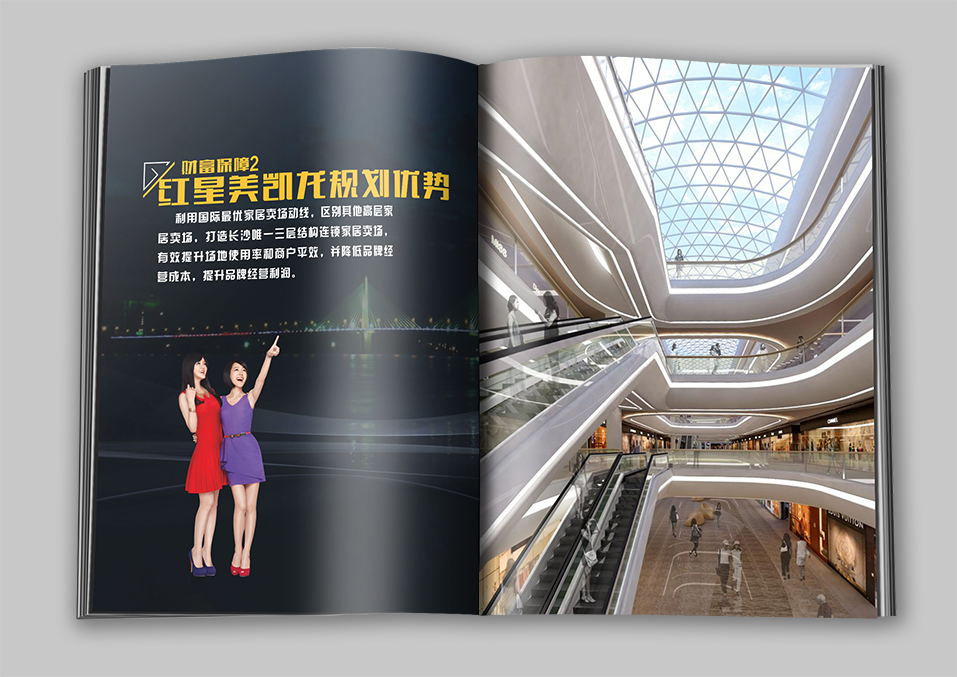 财富保障2
红星美凯龙规划优势
利用国际最优家居卖场动线，区别其他高层家
居卖场，打造长沙唯一三层结构连锁家居卖场，
有效提升场地使用率和商户平效，并降低品牌经
营成本，提升品牌经营利润。
LOUIS VUITTON